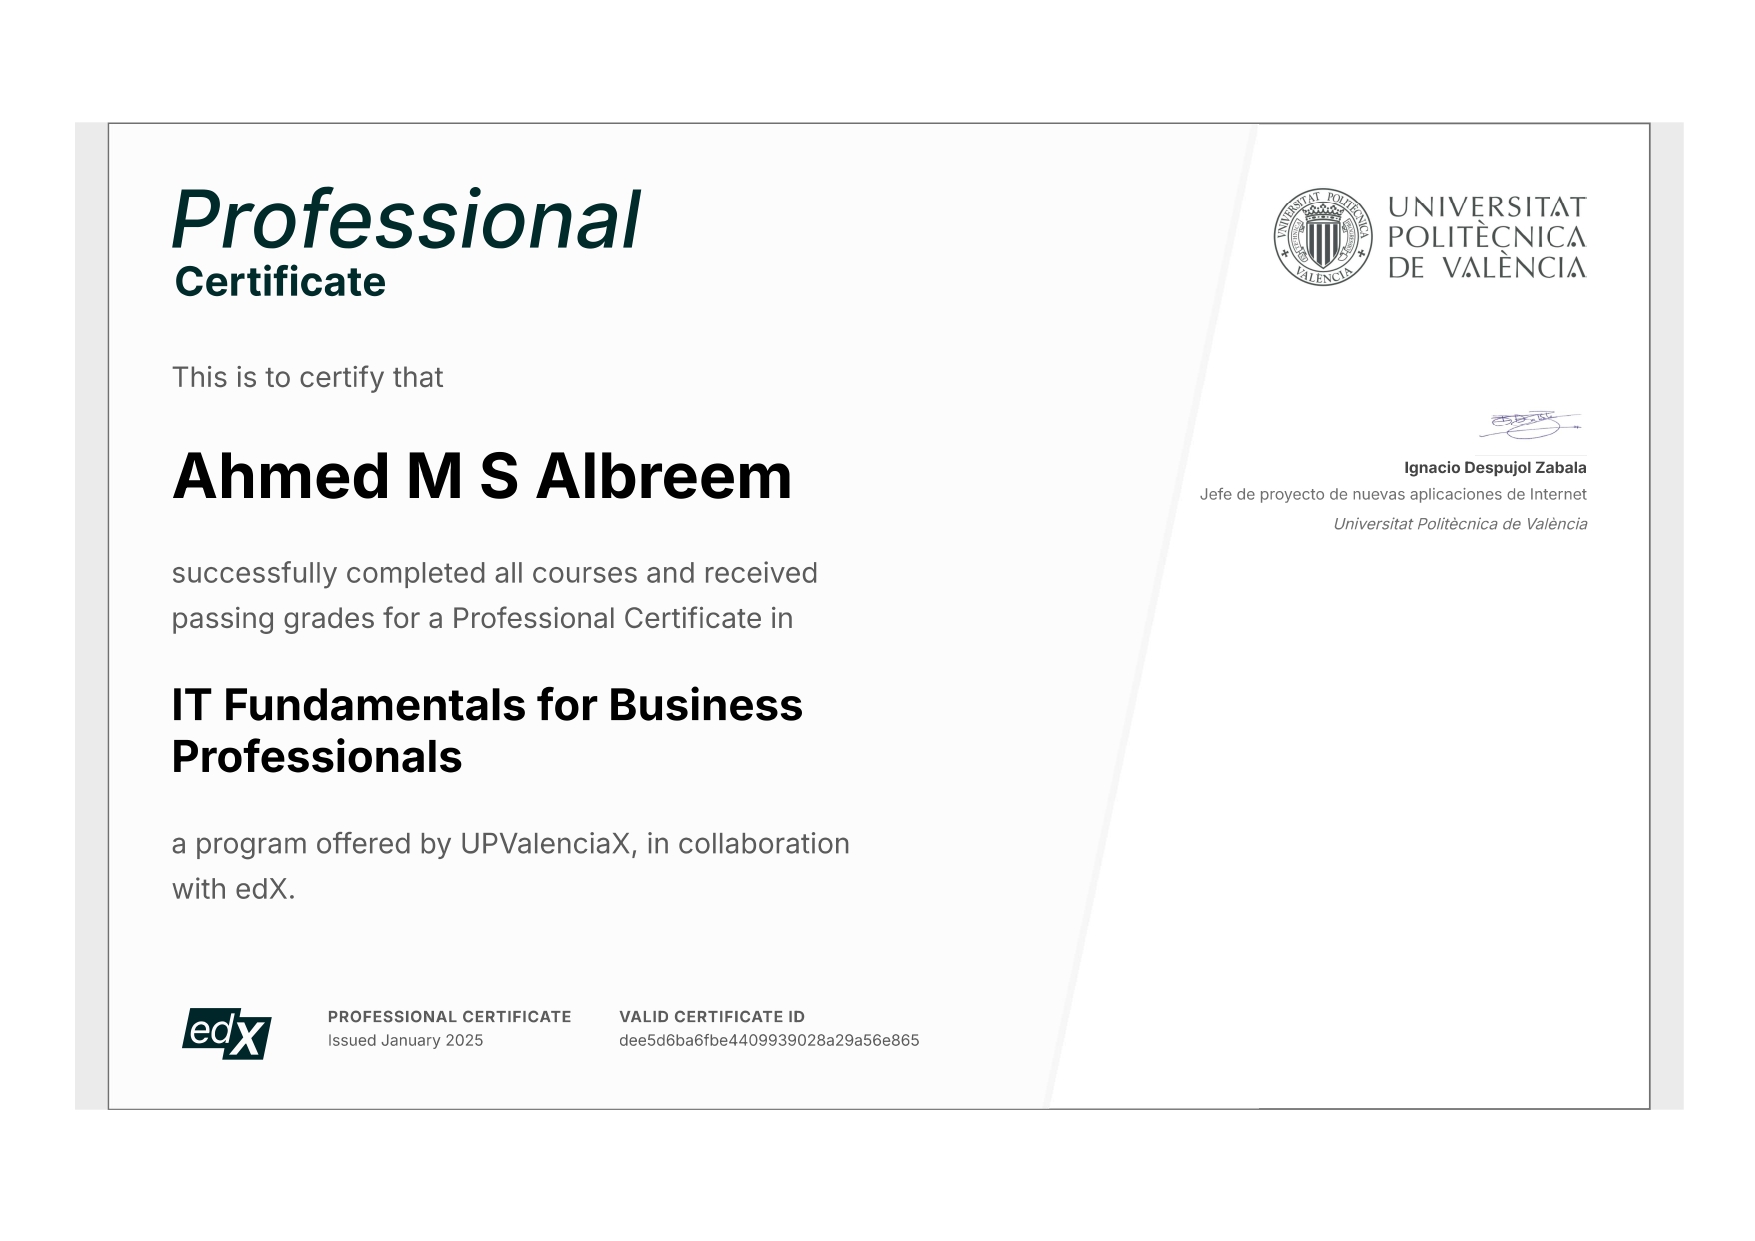 Professional
Certificate
This is to certify that
Ahmed M S Albreem
successfully completed all courses and received
passing grades for a Professional Certificate in
IT Fundamentals for Business
Professionals
a program offered by UPValenciaX, in collaboration
with edX.
edX
PROFESSIONAL CERTIFICATE
Issued January 2025
VALID CERTIFICATE ID
dee5d6ba6fbe4409939028a29a56e865
VNIVERSITAT POLITÈCNICA
VALÈNCIA
UNIVERSITAT
POLITÈCNICA
DE VALÈNCIA
Ignacio Despujol Zabala
Jefe de proyecto de nuevas aplicaciones de Internet
Universitat Politècnica de València